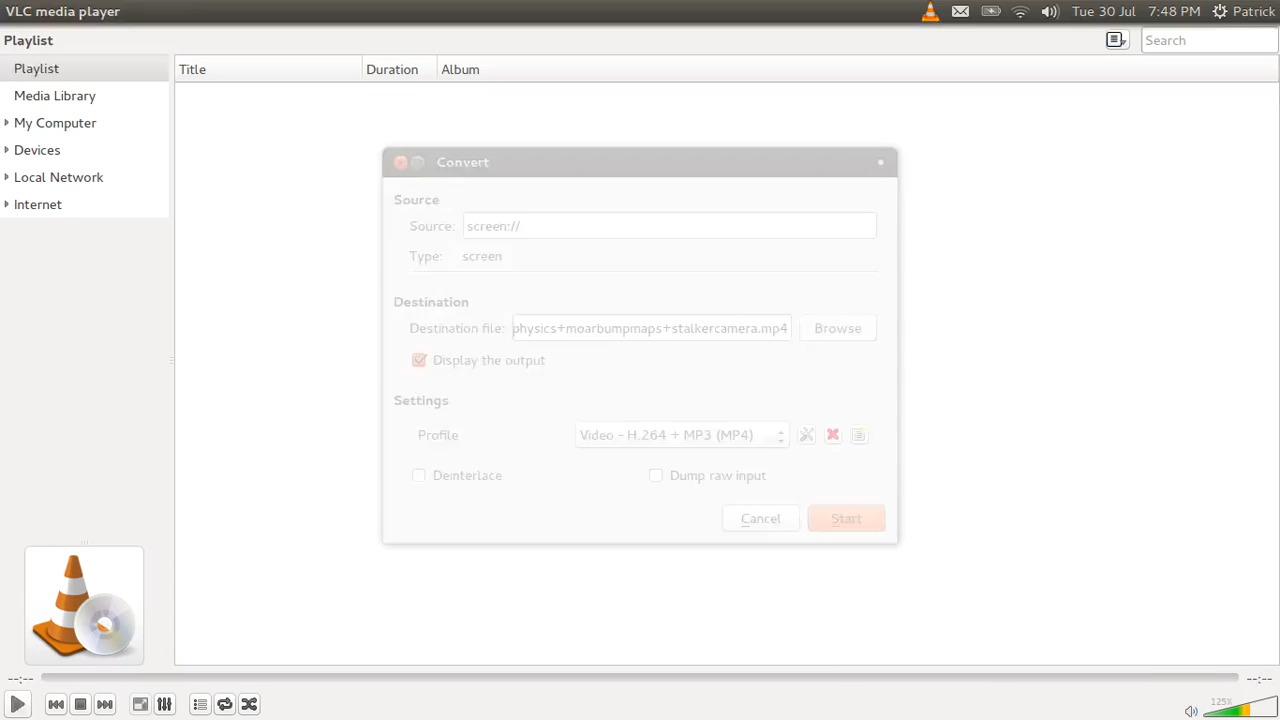 VLC media player
Tue 30 Jul 7:48 PM Patrick
Playlist
Search
Playlist
Media Library
My Computer
Devices
Local Network
Internet
Title Duration Album
Convert
Source
Source: screen://
Type: screen
Destination
Destination file: physics+moarbumpmaps+stalkercamera.mp4 Browse
Display the output
Settings
Profile Video - H.264 + MP3 (MP4)
Deinterlace Dump raw input
Cancel Start
--:-- --:--
125%